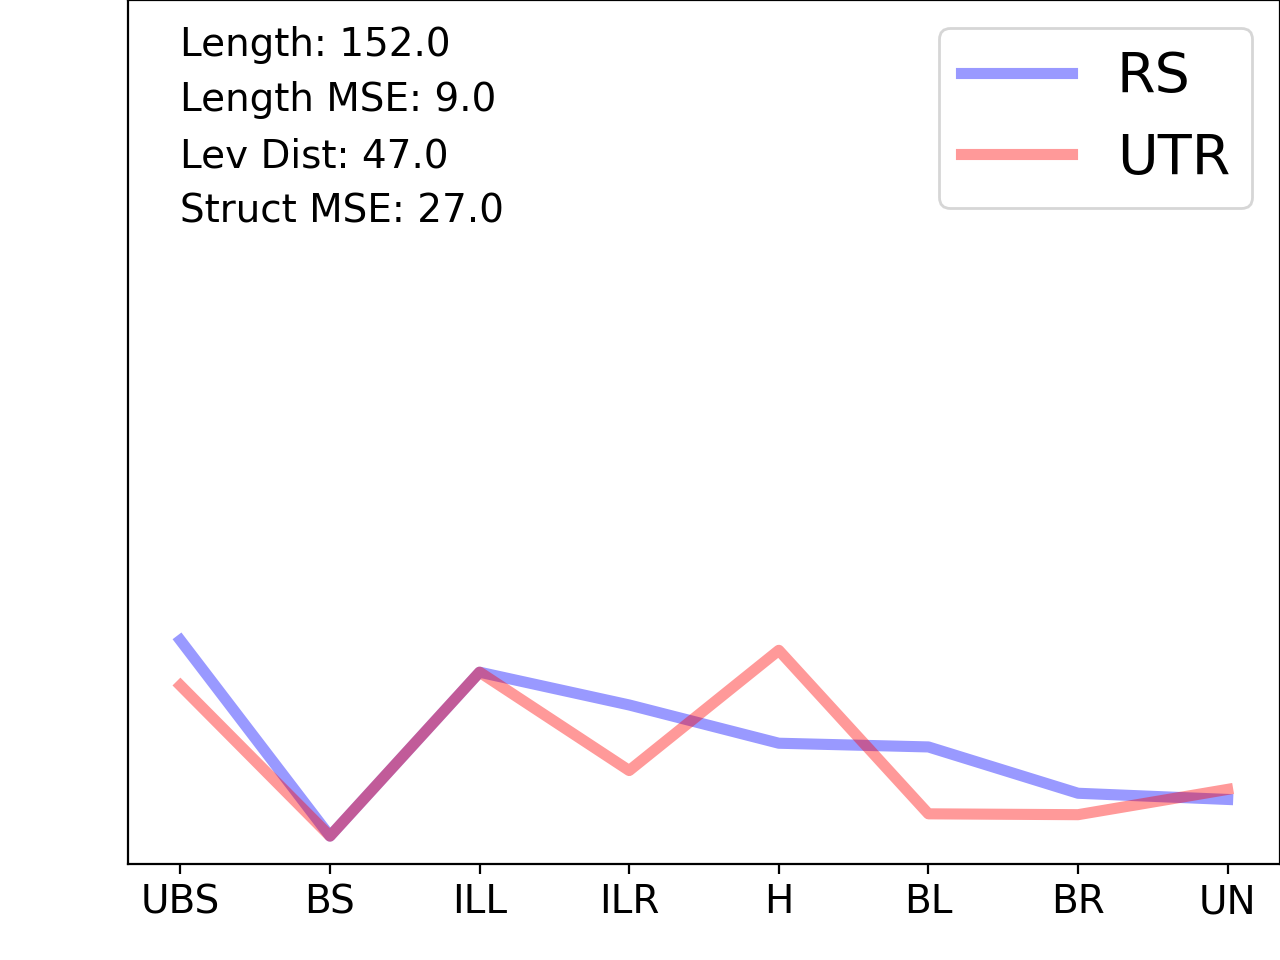 Length: 152.0
Length MSE: 9.0
Lev Dist: 47.0
Struct MSE: 27.0
RS
UTR
UBS BS ILL ILR H BL BR UN